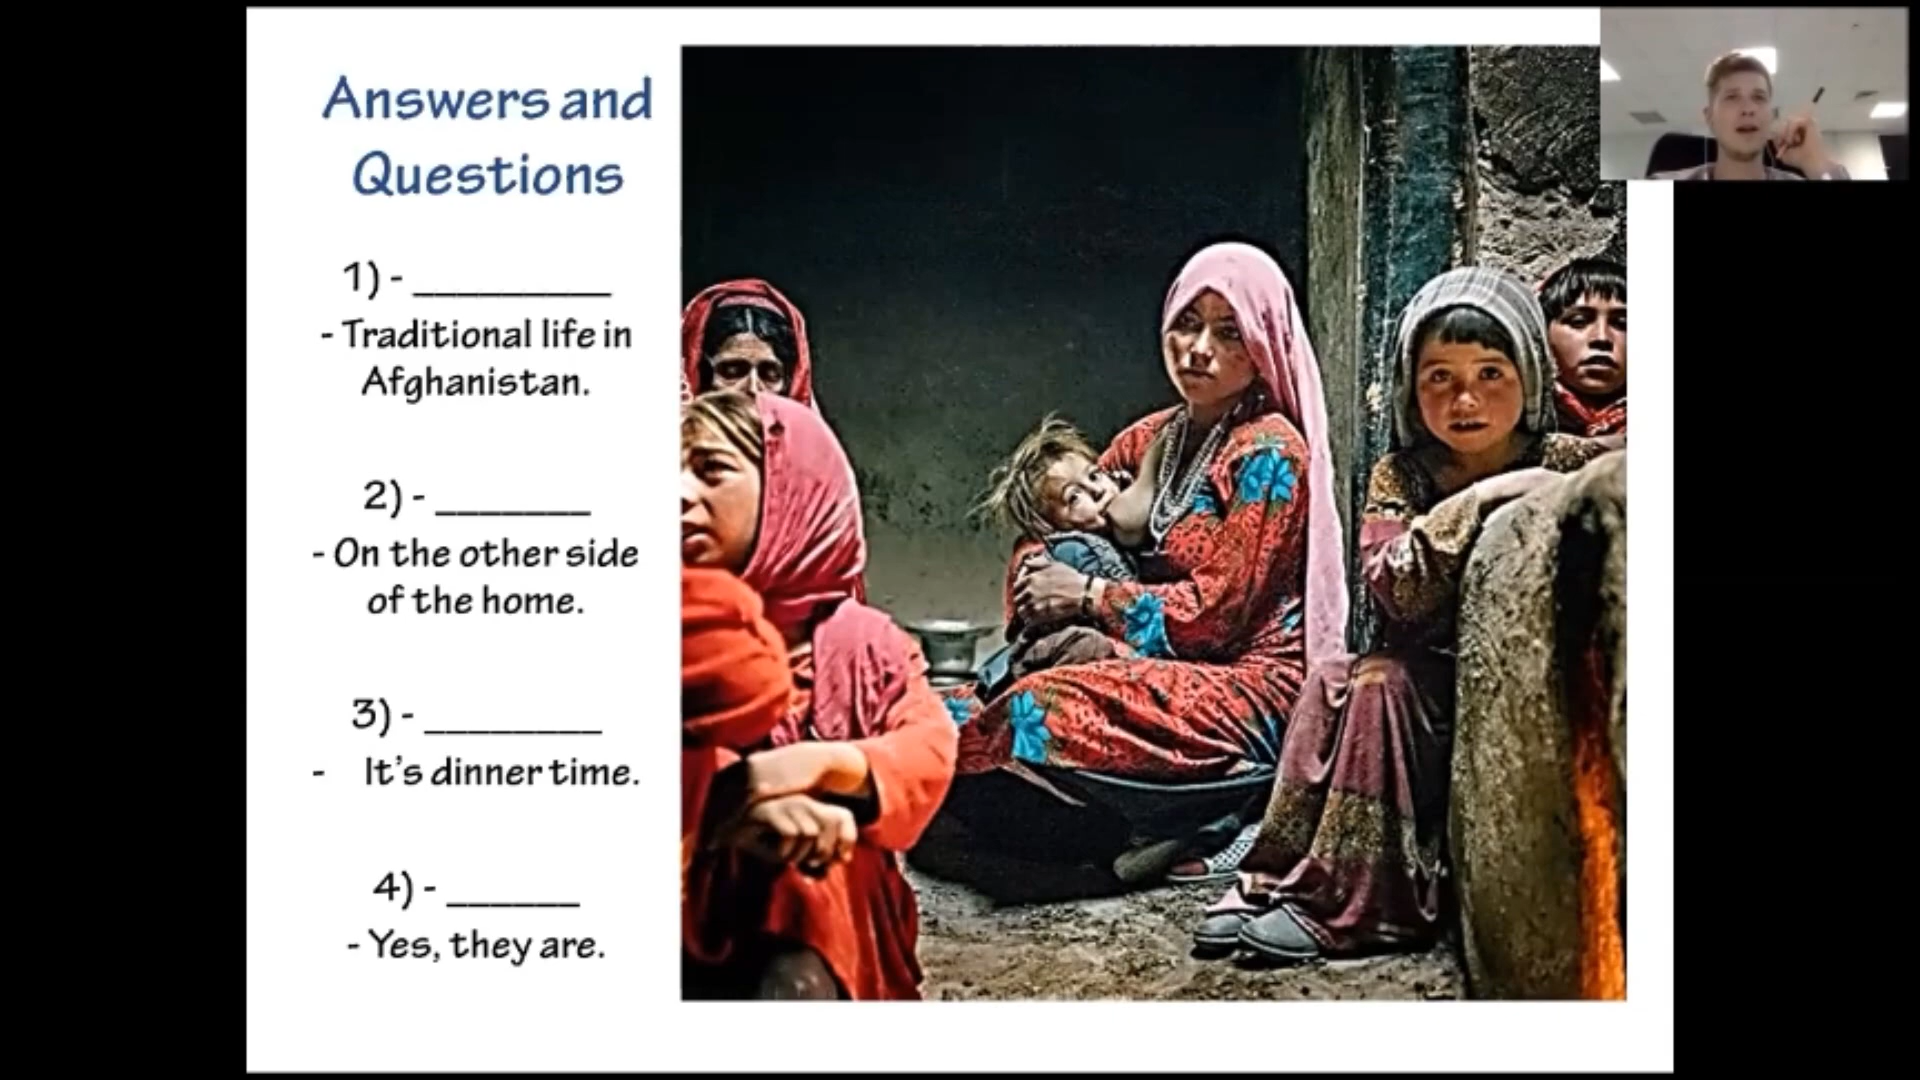 Answers and
Questions
1) - _________
- Traditional life in
Afghanistan.
2) - _______
- On the other side
of the home.
3) - ________
- It's dinner time.
4) - ______
- Yes, they are.